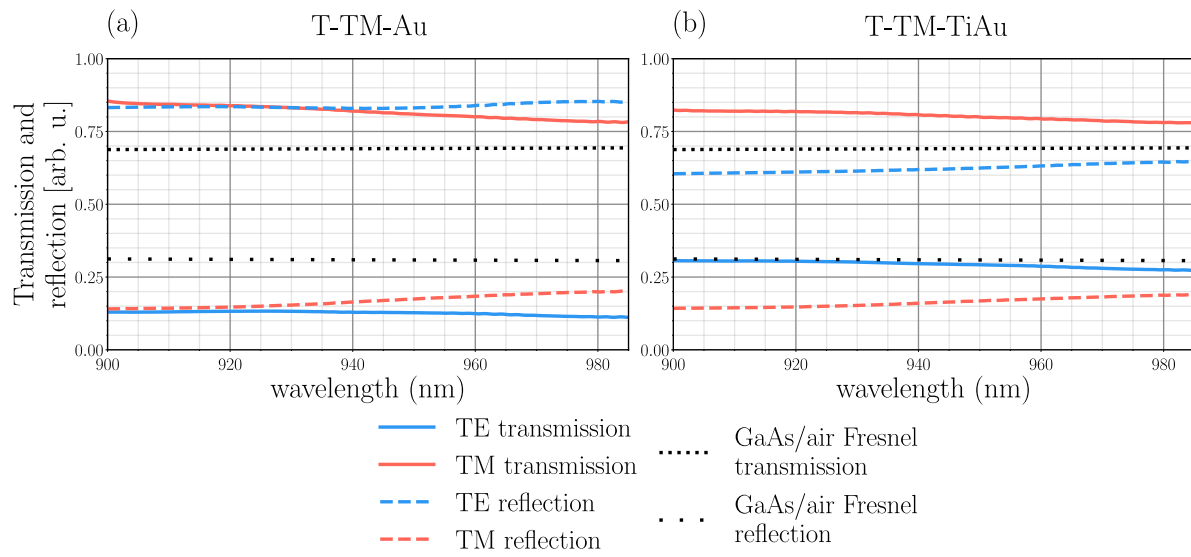 (a)
T-TM-Au
(b)
T-TM-TiAu
Transmission and
reflection [arb. u.]
1.00
0.75
0.50
0.25
0.00
900
920
940
960
980
wavelength (nm)
1.00
0.75
0.50
0.25
0.00
900
920
940
960
980
wavelength (nm)
TE transmission
TM transmission
TE reflection
TM reflection
GaAs/air Fresnel
transmission
GaAs/air Fresnel
reflection